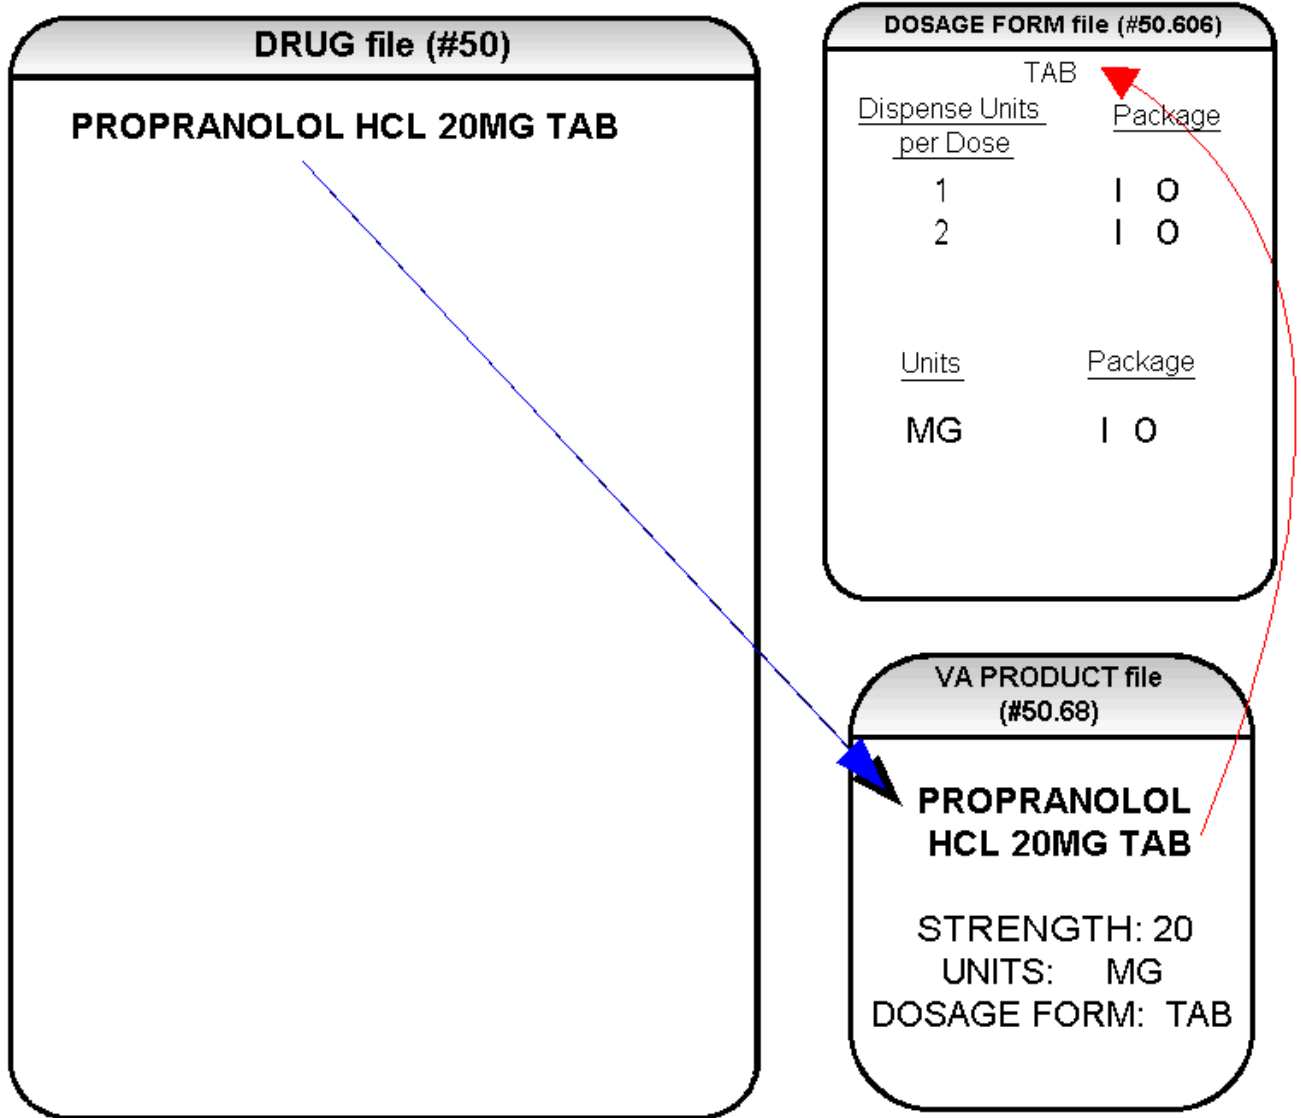 DRUG file (#50)
PROPRANOLOL HCL 20MG TAB
DOSAGE FORM file (#50.606)
TAB
Dispense Units Package
per Dose
1 I O
2 I O
Units Package
MG I O
VA PRODUCT file
(#50.68)
PROPRANOLOL
HCL 20MG TAB
STRENGTH: 20
UNITS: MG
DOSAGE FORM: TAB